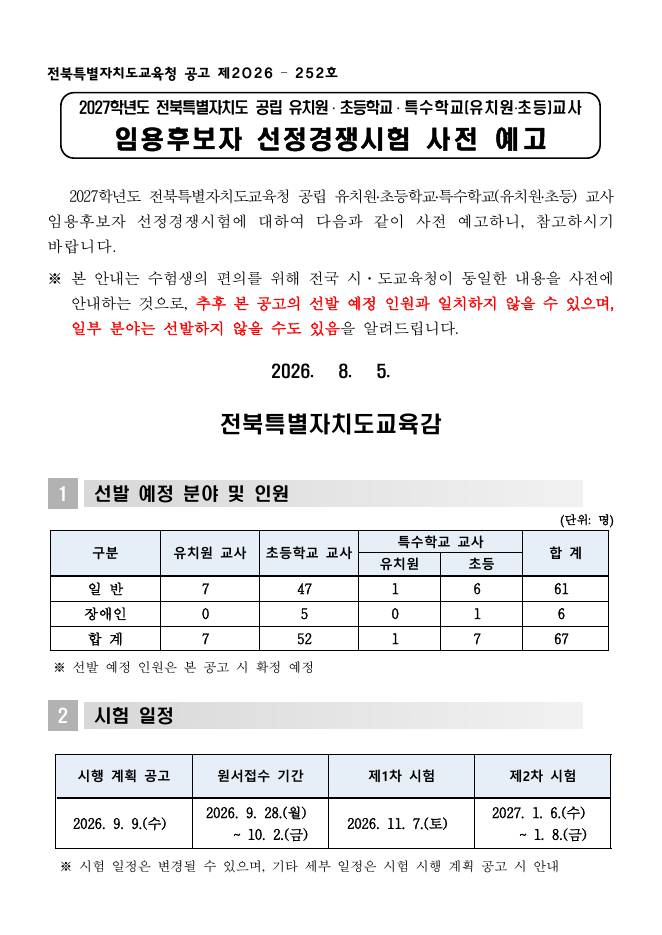 전북특별자치도교육청 공고 제2026 - 252호
2027학년도 전북특별자치도 공립 유치원 · 초등학교 · 특수학교(유치원·초등)교사
임용후보자 선정경쟁시험 사전 예고
2027학년도 전북특별자치도교육청 공립 유치원·초등학교·특수학교(유치원·초등) 교사
임용후보자 선정경쟁시험에 대하여 다음과 같이 사전 예고하니, 참고하시기
바랍니다.
※ 본 안내는 수험생의 편의를 위해 전국 시·도교육청이 동일한 내용을 사전에
안내하는 것으로, 추후 본 공고의 선발 예정 인원과 일치하지 않을 수 있으며,
일부 분야는 선발하지 않을 수도 있음을 알려드립니다.
2026. 8. 5.
전북특별자치도교육감
1 선발 예정 분야 및 인원
(단위: 명)
구분 유치원 교사 초등학교 교사 특수학교 교사 합 계
유치원 초등
일 반 7 47 1 6 61
장애인 0 5 0 1 6
합 계 7 52 1 7 67
※ 선발 예정 인원은 본 공고 시 확정 예정
2 시험 일정
시행 계획 공고 원서접수 기간 제1차 시험 제2차 시험
2026. 9. 9.(수) 2026. 9. 28.(월) 2026. 11. 7.(토) 2027. 1. 6.(수)
~ 10. 2.(금) ~ 1. 8.(금)
※ 시험 일정은 변경될 수 있으며, 기타 세부 일정은 시험 시행 계획 공고 시 안내